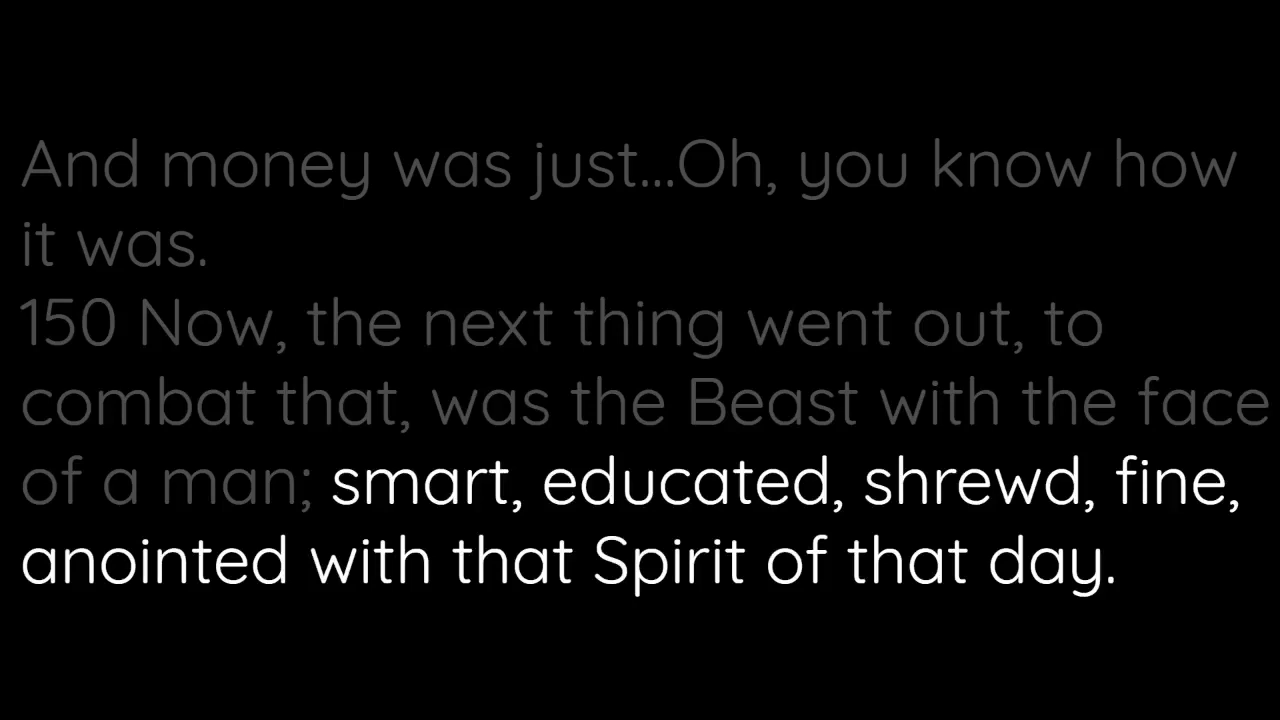 And money was just...Oh, you know how
it was.
150 Now, the next thing went out, to
combat that, was the Beast with the face
of a man; smart, educated, shrewd, fine,
anointed with that Spirit of that day.